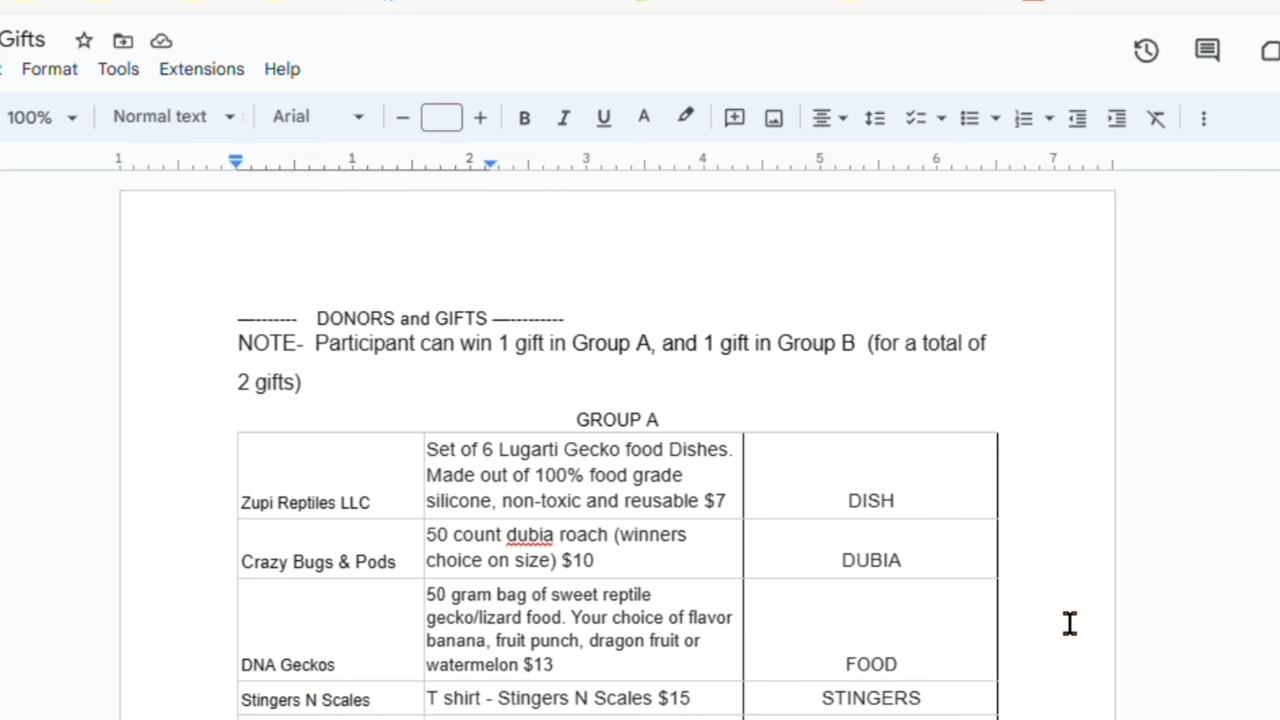 Gifts
Format Tools Extensions Help
100% Normal text Arial − + B I U A
1 1 2 3 4 5 6 7
—------- DONORS and GIFTS —----------
NOTE- Participant can win 1 gift in Group A, and 1 gift in Group B (for a total of
2 gifts)
GROUP A
Set of 6 Lugarti Gecko food Dishes.
Made out of 100% food grade
silicone, non-toxic and reusable $7
Zupi Reptiles LLC
DISH
50 count dubia roach (winners
choice on size) $10
Crazy Bugs & Pods
DUBIA
50 gram bag of sweet reptile
gecko/lizard food. Your choice of flavor
banana, fruit punch, dragon fruit or
watermelon $13
DNA Geckos
FOOD
Stingers N Scales
T shirt - Stingers N Scales $15
STINGERS